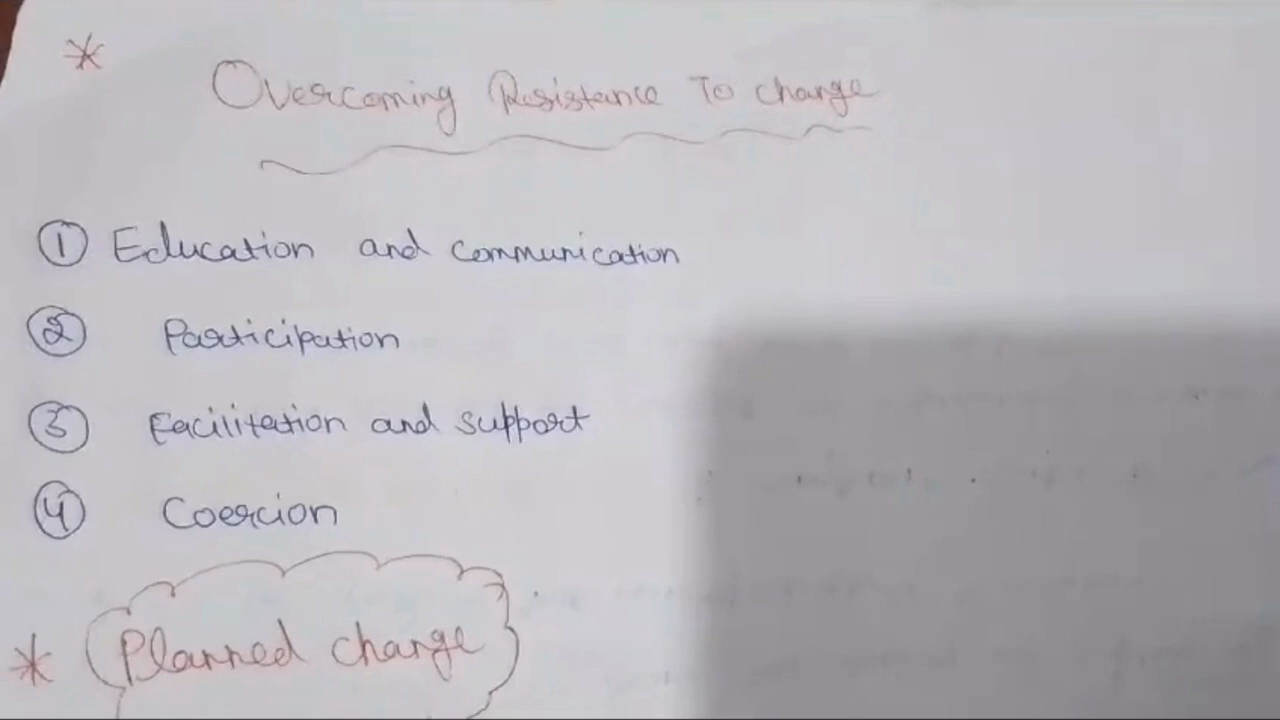 * Overcoming Resistance To change
① Education and communication
② Participation
③ Facilitation and support
④ Coercion
* Planned change